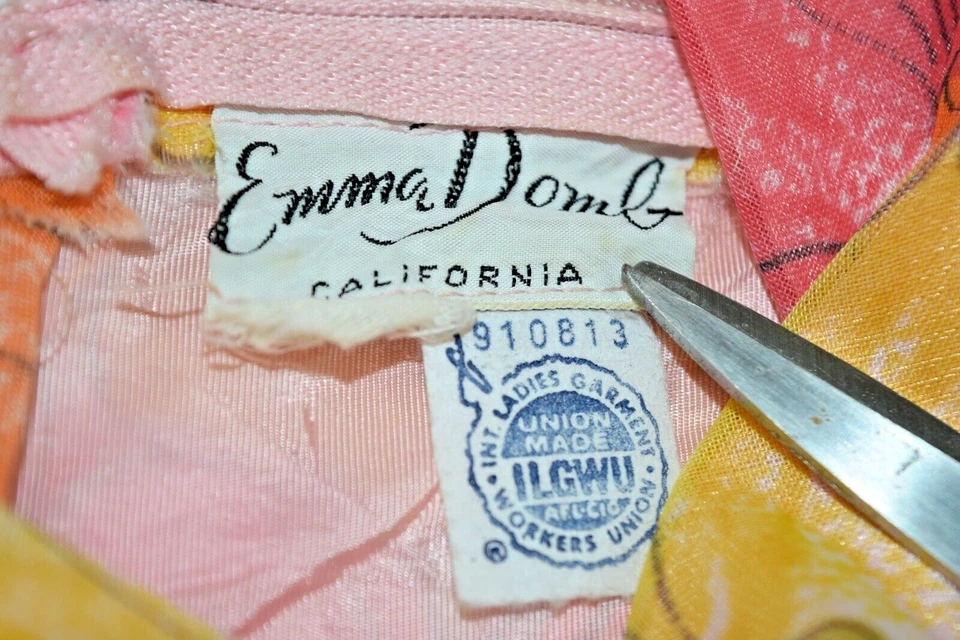 Emma Domb
CALIFORNIA
910813
INT. LADIES GARMENT
UNION
MADE
ILGWU
AFL-CIO
• WORKERS UNION •
©